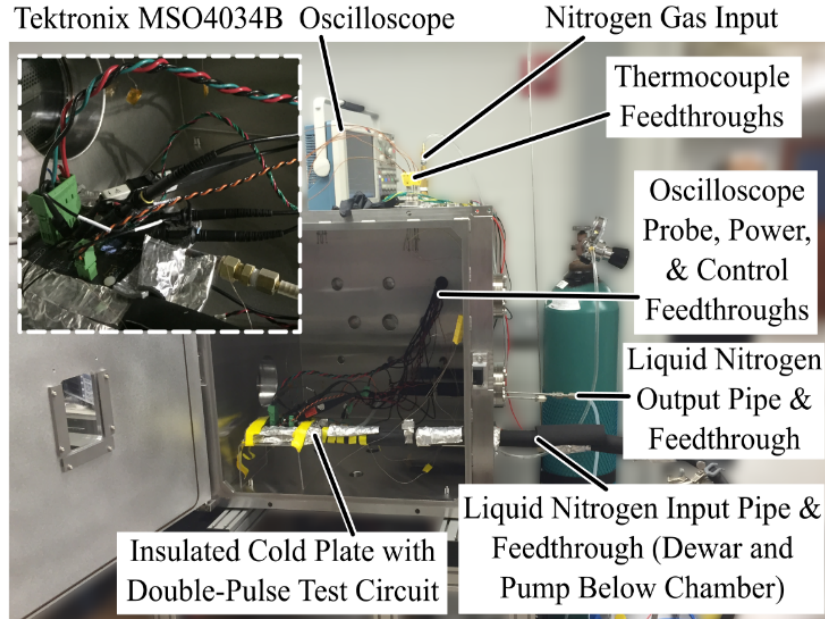 Tektronix MSO4034B Oscilloscope
Nitrogen Gas Input
Thermocouple
Feedthroughs
Oscilloscope
Probe, Power,
& Control
Feedthroughs
Liquid Nitrogen
Output Pipe &
Feedthrough
Liquid Nitrogen Input Pipe &
Feedthrough (Dewar and
Pump Below Chamber)
Insulated Cold Plate with
Double-Pulse Test Circuit